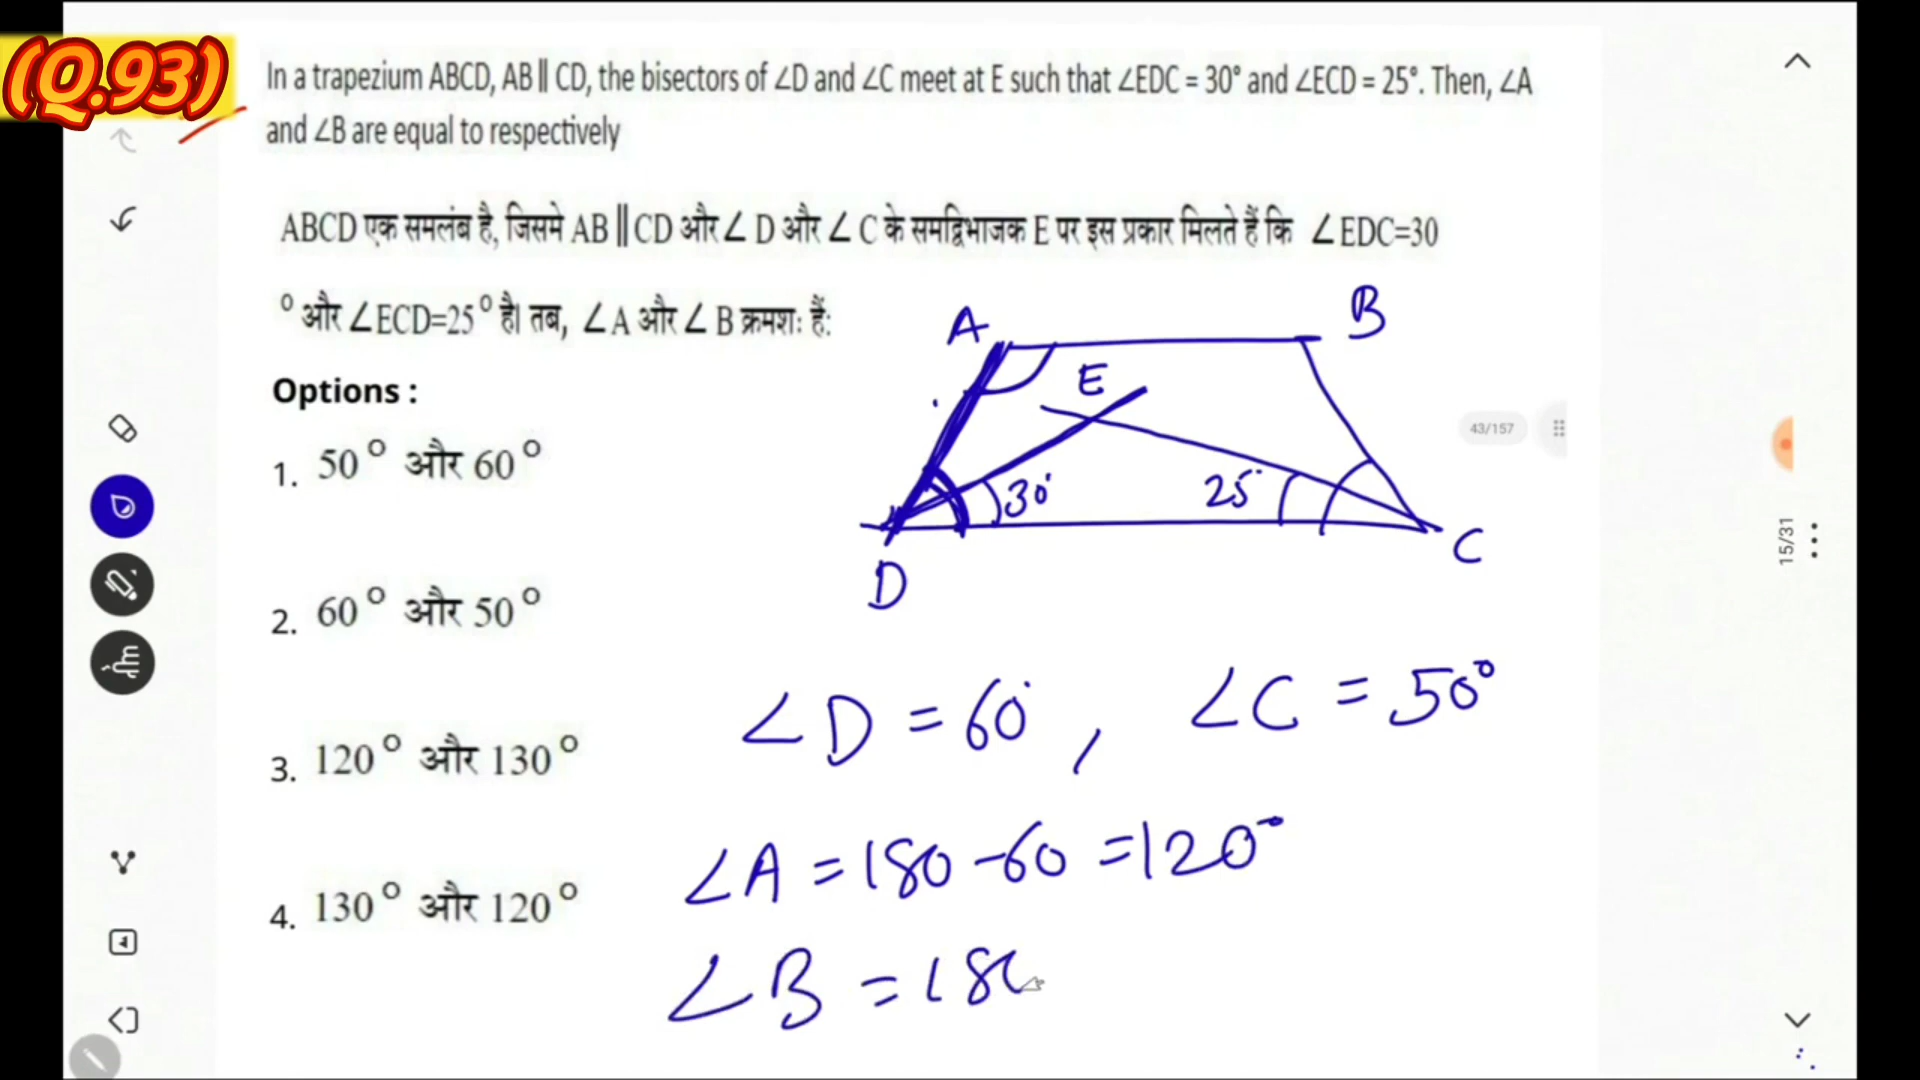 (Q.93)
In a trapezium ABCD, AB || CD, the bisectors of ∠D and ∠C meet at E such that ∠EDC = 30° and ∠ECD = 25°. Then, ∠A
and ∠B are equal to respectively
ABCD एक समलंब है, जिसमे AB || CD और ∠ D और ∠ C के समद्विभाजक E पर इस प्रकार मिलते हैं कि ∠EDC=30
° और ∠ECD=25° है। तब, ∠A और ∠ B क्रमशः हैं:
A
B
E
30°
25°
D
C
43/157
15/31
Options :
1. 50° और 60°
2. 60° और 50°
3. 120° और 130°
4. 130° और 120°
∠D = 60°, ∠C = 50°
∠A = 180 - 60 = 120°
∠B = 180